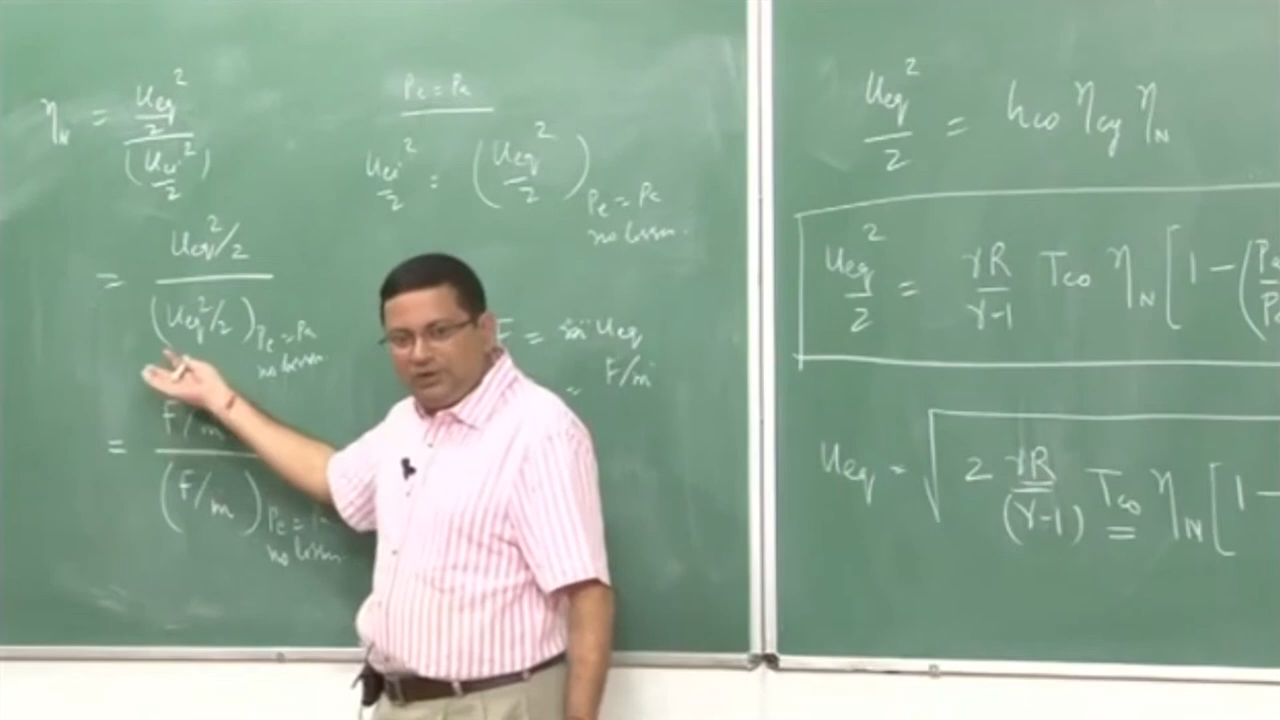 η_N = (u_eq²/2) / (u_ei²/2)
= (u_eq²/2) / (u_eq²/2)_{Pe = Pa no losses}
= (F/ṁ) / (F/ṁ)_{Pe = Pa no losses}
Pe = Pa
u_ei²/2 = (u_eq²/2)_{Pe = Pa no losses}
F = ṁ u_eq
= F/ṁ
u_eq²/2 = h_co η_cy η_N
u_eq²/2 = γR/(γ-1) T_co η_N [1 - (Pa/P
u_eq = √ 2 γR/(γ-1) T_co η_N [1 -